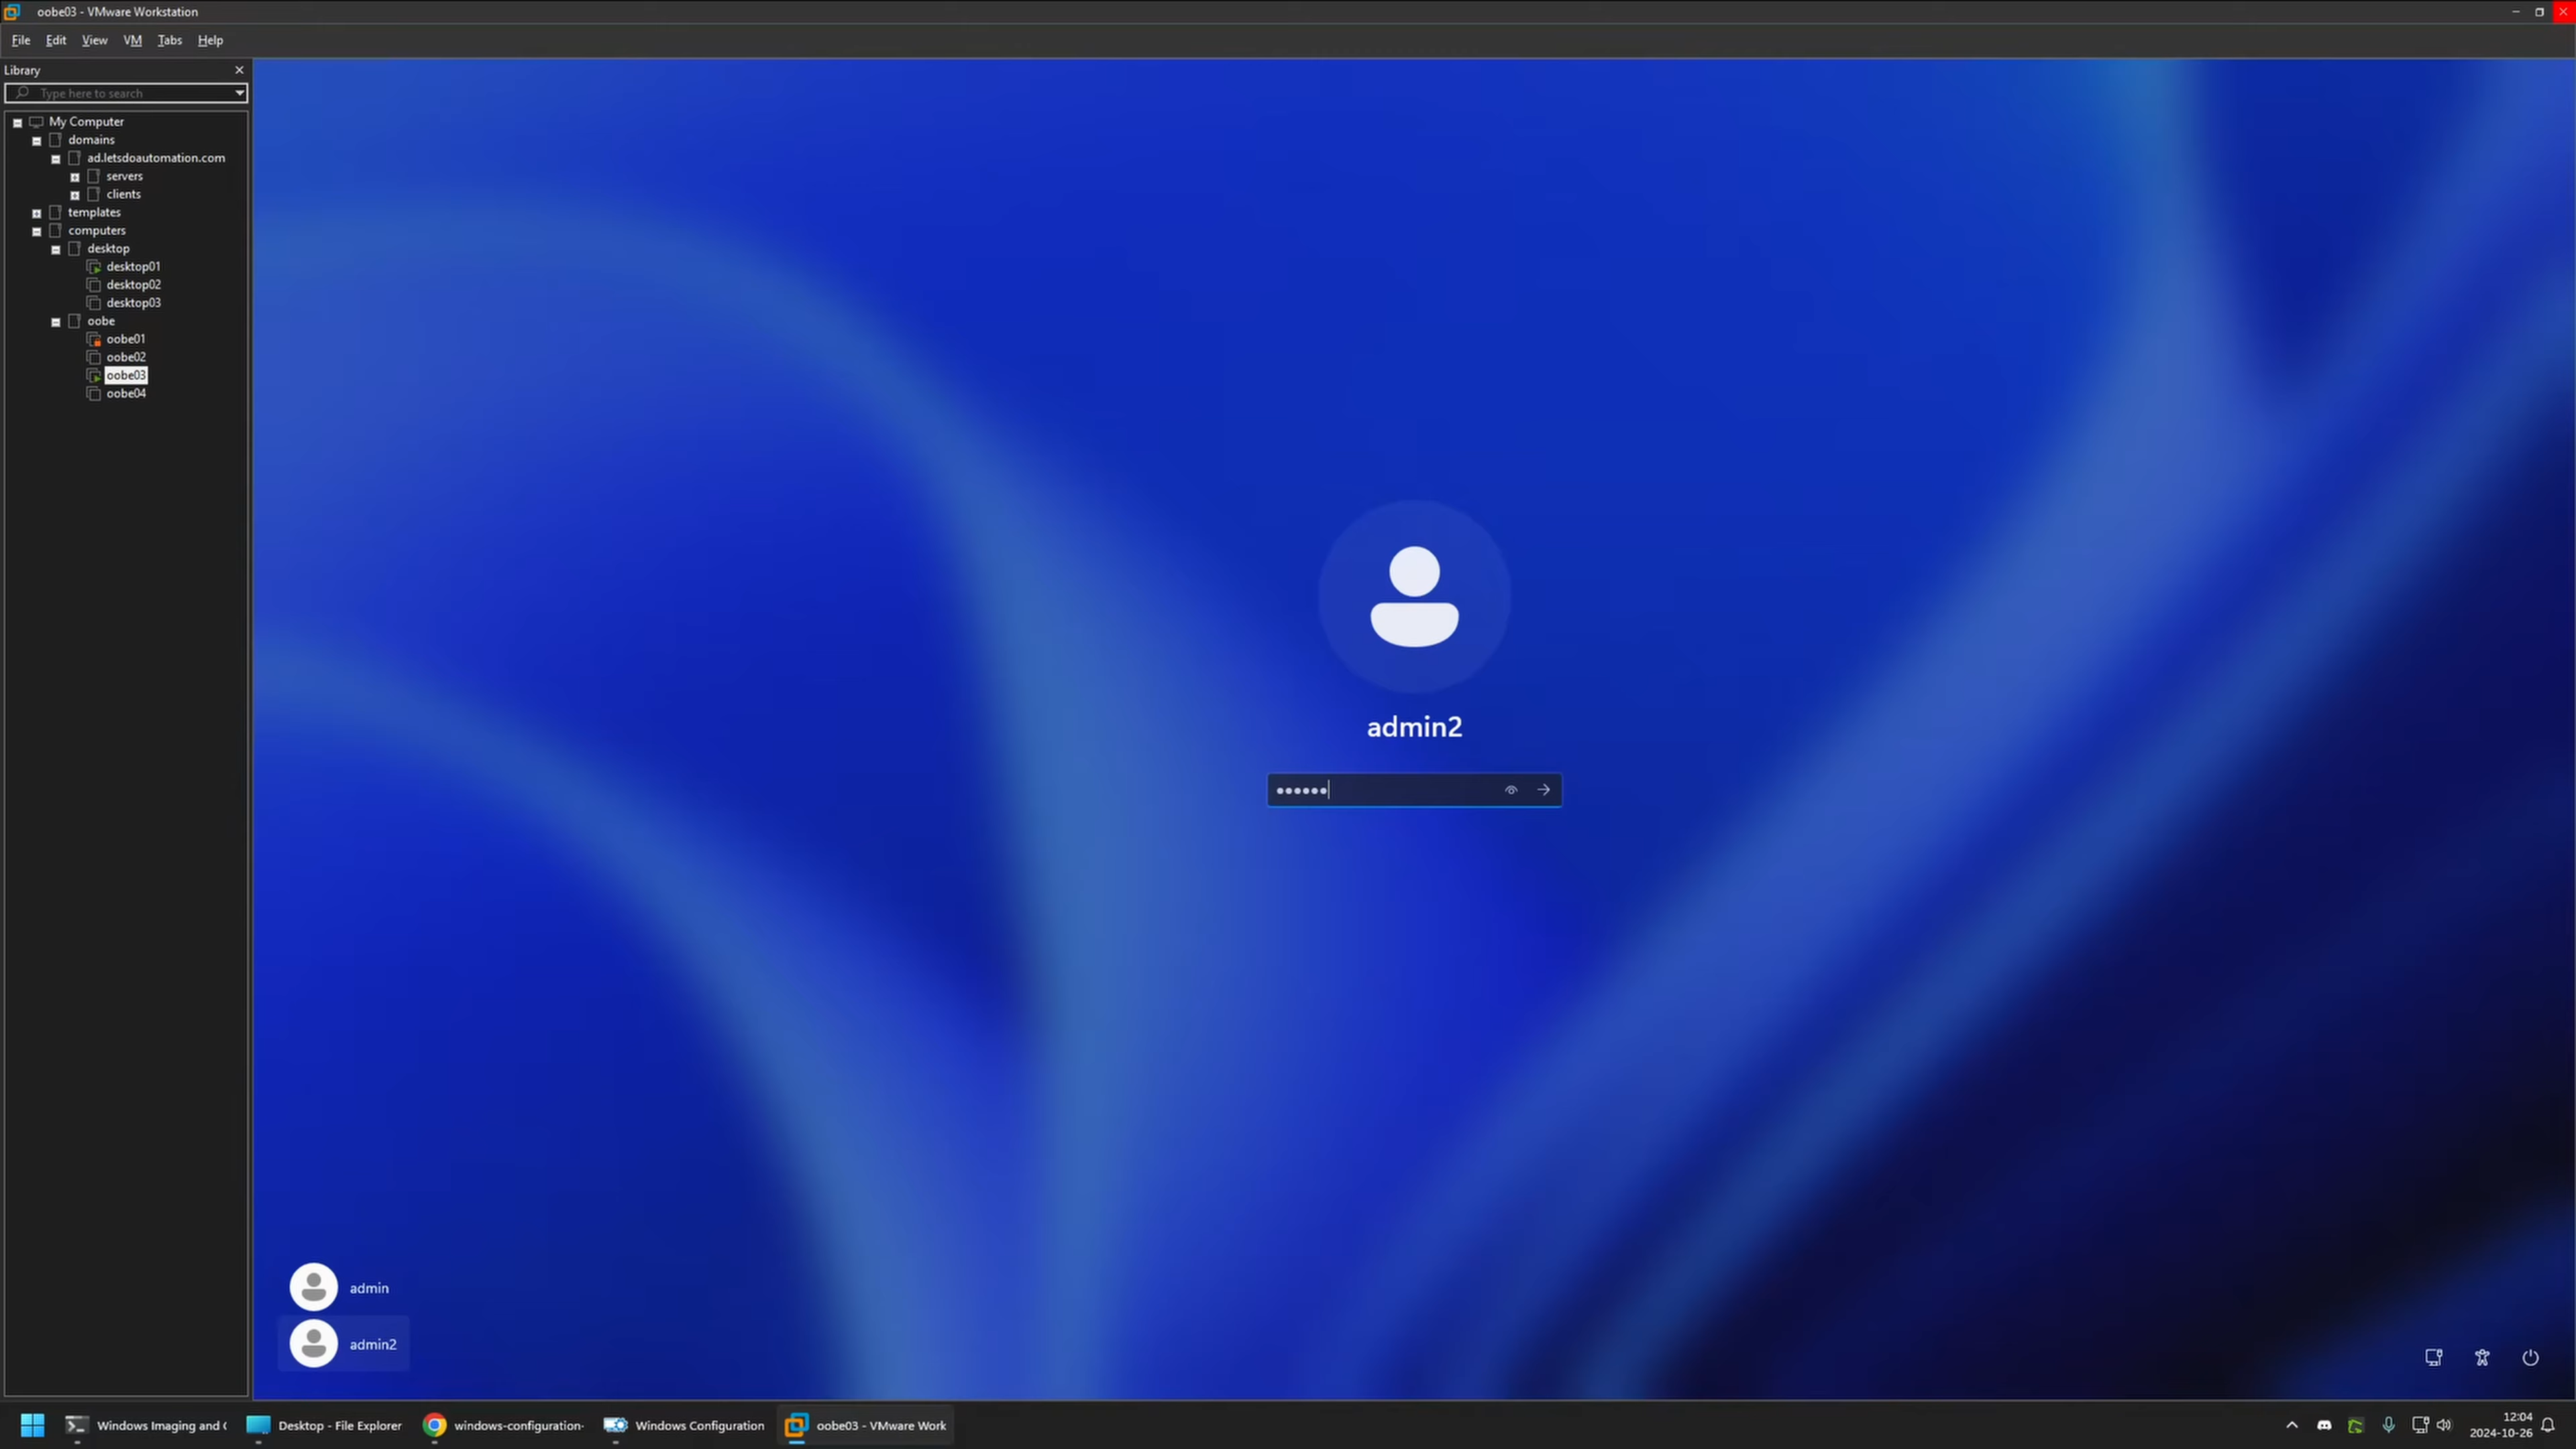 oobe03 - VMware Workstation
File Edit View VM Tabs Help
Library
Type here to search
My Computer
domains
ad.letsdoautomation.com
servers
clients
templates
computers
desktop
desktop01
desktop02
desktop03
oobe
oobe01
oobe02
oobe03
oobe04
admin2
admin
admin2
Windows Imaging and C
Desktop - File Explorer
windows-configuration-
Windows Configuration
oobe03 - VMware Work
12:04
2024-10-26